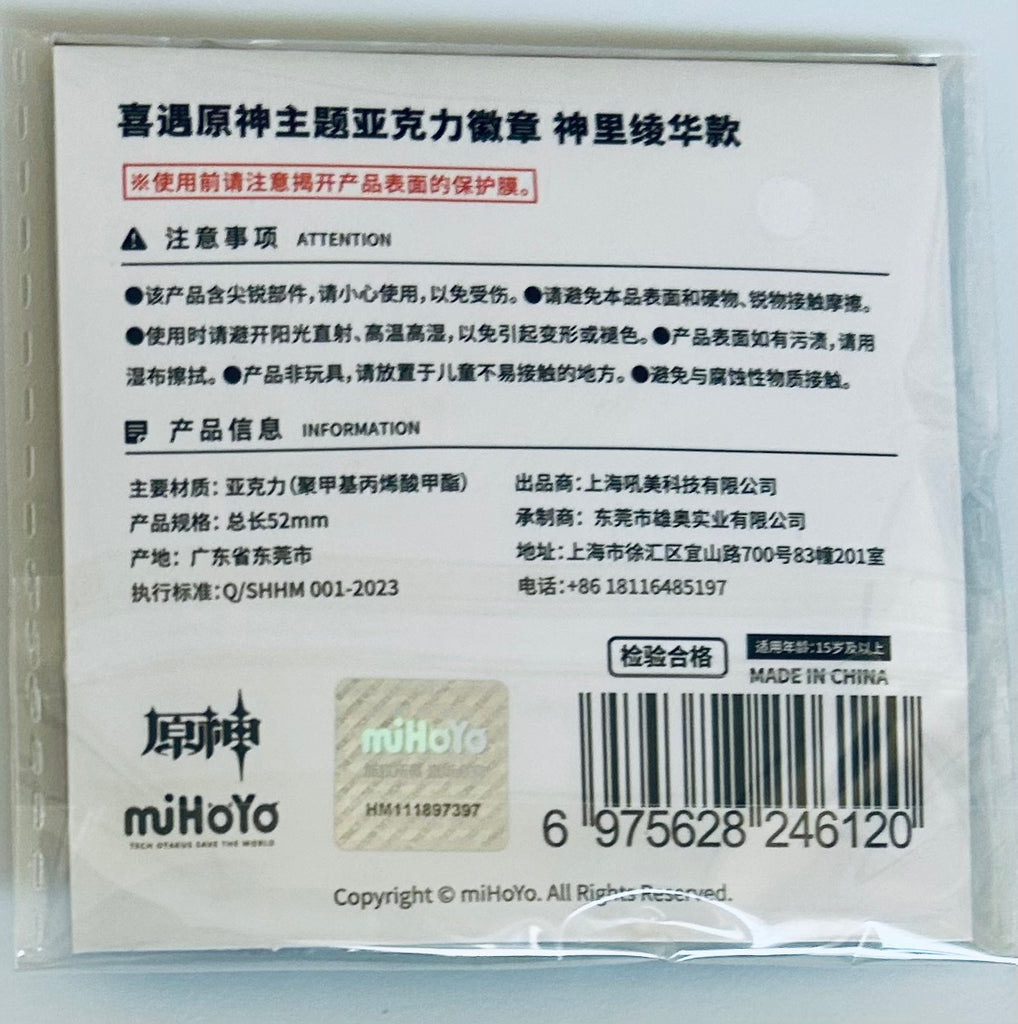 喜遇原神主题亚克力徽章 神里绫华款
※使用前请注意揭开产品表面的保护膜。
注意事项 ATTENTION
●该产品含尖锐部件,请小心使用,以免受伤。●请避免本品表面和硬物、锐物接触摩擦。
●使用时请避开阳光直射、高温高湿,以免引起变形或褪色。●产品表面如有污渍,请用
湿布擦拭。●产品非玩具,请放置于儿童不易接触的地方。●避免与腐蚀性物质接触。
产品信息 INFORMATION
主要材质: 亚克力(聚甲基丙烯酸甲酯)
产品规格: 总长52mm
产地: 广东省东莞市
执行标准:Q/SHHM 001-2023
出品商:上海吼美科技有限公司
承制商: 东莞市雄奥实业有限公司
地址:上海市徐汇区宜山路700号83幢201室
电话:+86 18116485197
检验合格
适用年龄:15岁及以上
MADE IN CHINA
原神
miHoYo
TECH OTAKUS SAVE THE WORLD
miHoYo
HM111897397
6 975628 246120
Copyright © miHoYo. All Rights Reserved.